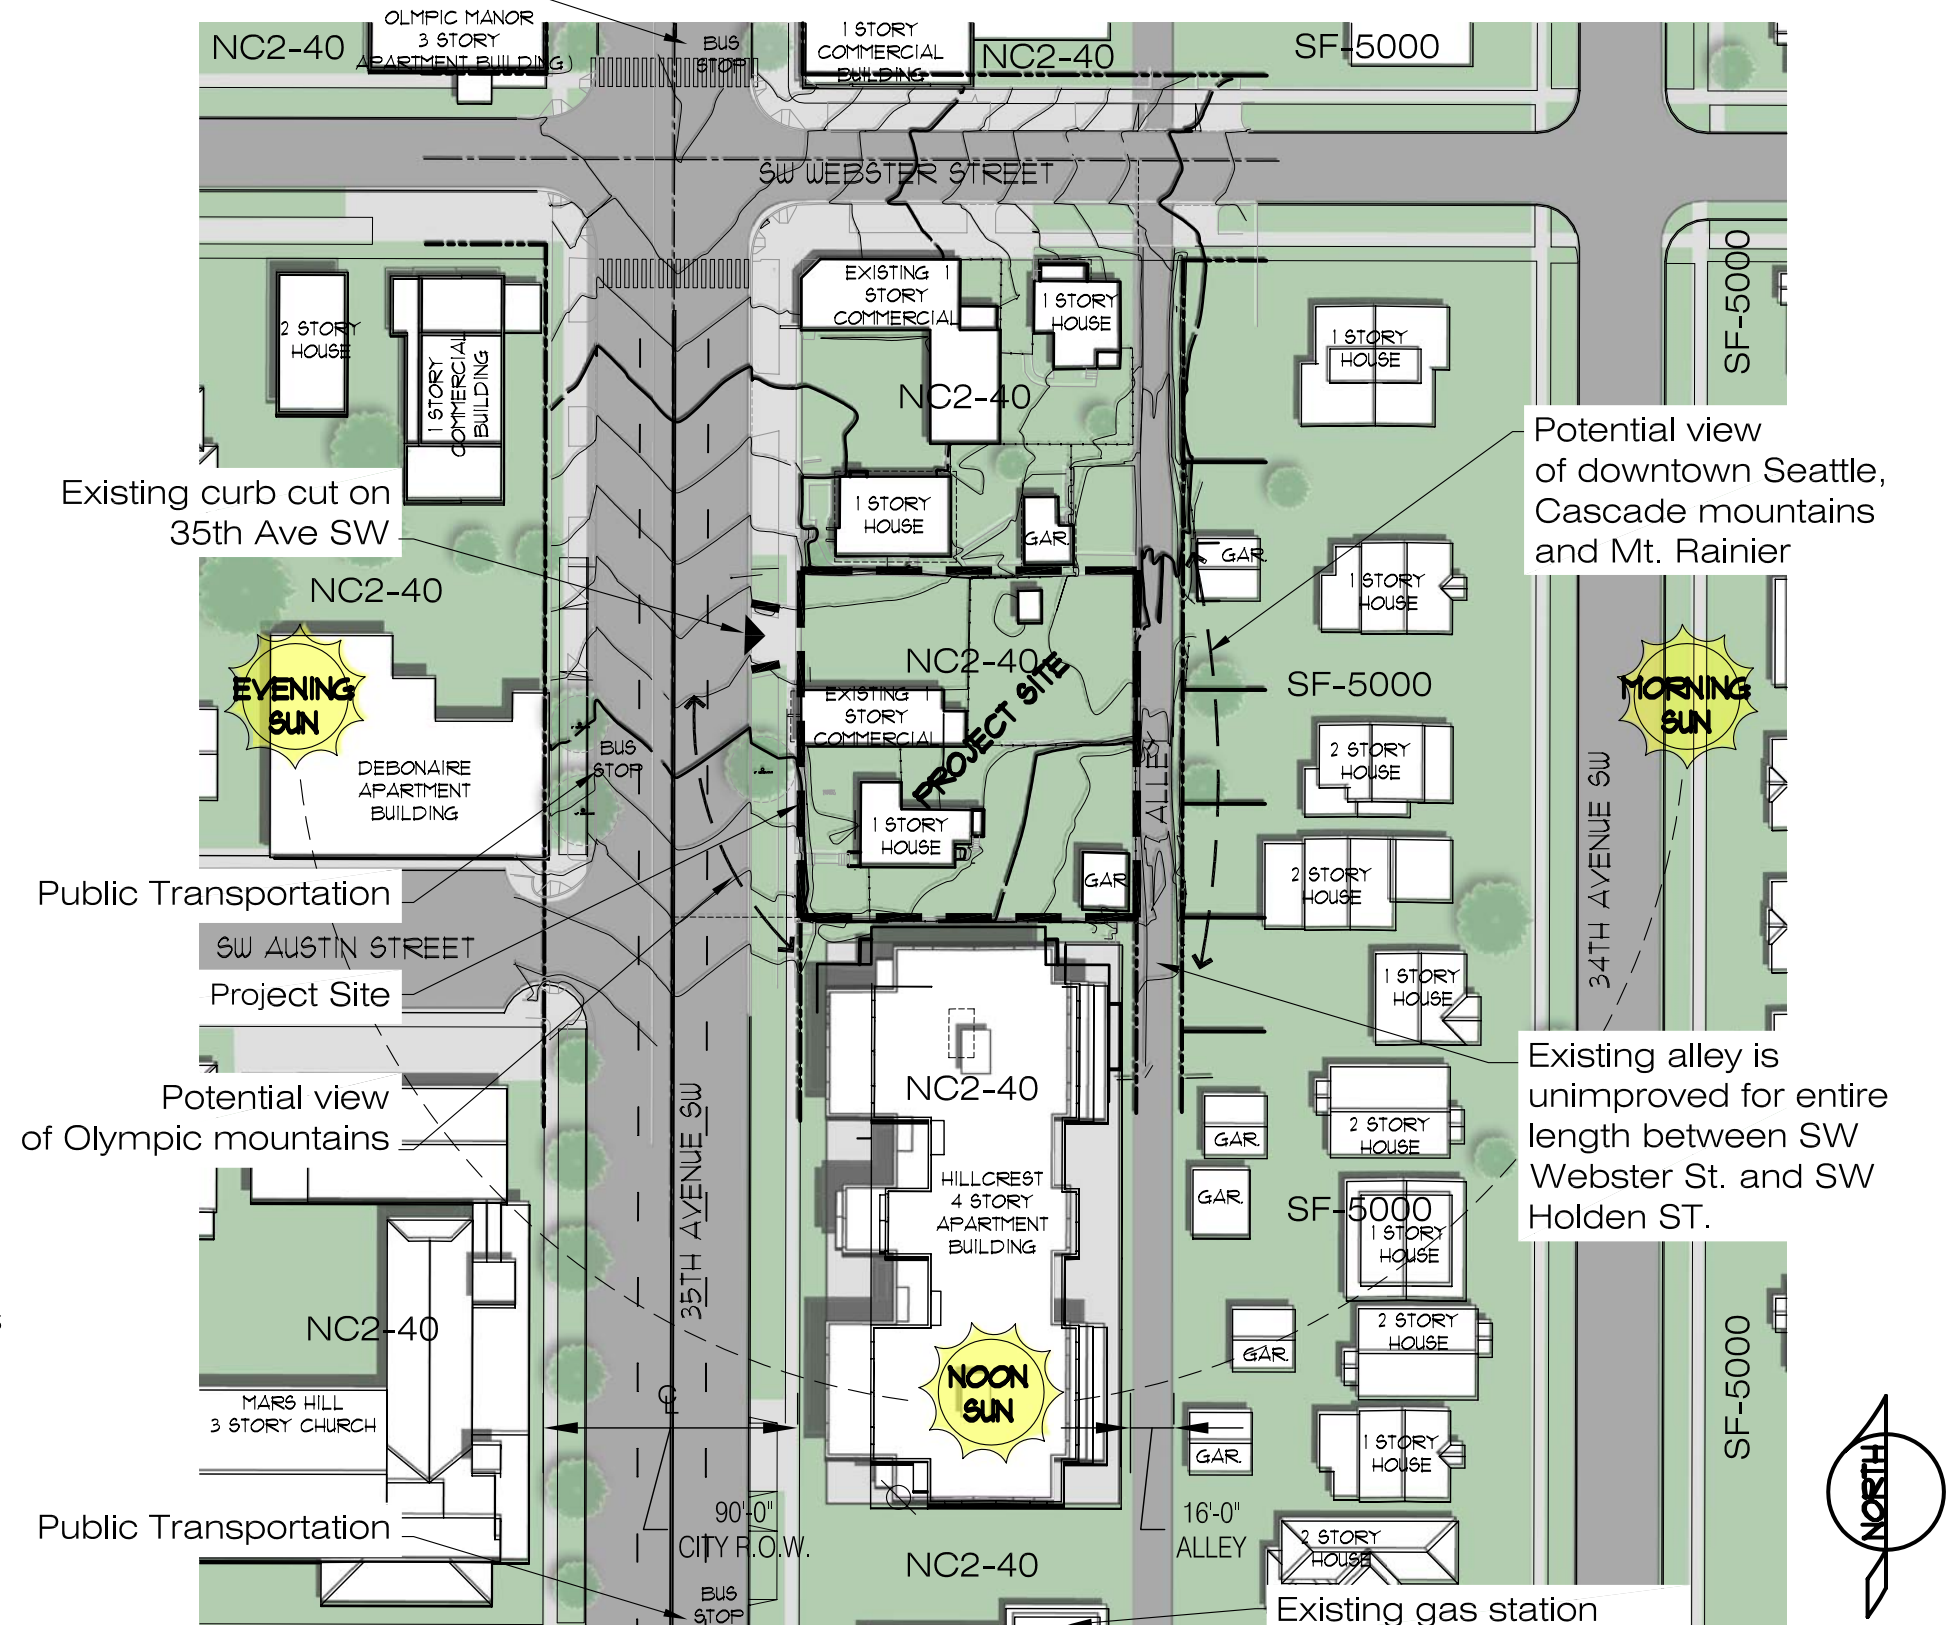 OLMPIC MANOR
3 STORY
APARTMENT BUILDING)
NC2-40
BUS
STOP
1 STORY
COMMERCIAL
BUILDING
NC2-40
SF-5000
SW WEBSTER STREET
2 STORY
HOUSE
1 STORY
COMMERCIAL
BUILDING
EXISTING 1
STORY
COMMERCIAL
1 STORY
HOUSE
NC2-40
1 STORY
HOUSE
SF-5000
Potential view
of downtown Seattle,
Cascade mountains
and Mt. Rainier
Existing curb cut on
35th Ave SW
1 STORY
HOUSE
GAR.
GAR.
1 STORY
HOUSE
NC2-40
EVENING
SUN
DEBONAIRE
APARTMENT
BUILDING
BUS
STOP
NC2-40
PROJECT SITE
EXISTING 1
STORY
COMMERCIAL
1 STORY
HOUSE
GAR
ALLEY
SF-5000
MORNING
SUN
2 STORY
HOUSE
2 STORY
HOUSE
34TH AVENUE SW
Public Transportation
SW AUSTIN STREET
Project Site
1 STORY
HOUSE
Potential view
of Olympic mountains
35TH AVENUE SW
NC2-40
HILLCREST
4 STORY
APARTMENT
BUILDING
GAR.
2 STORY
HOUSE
Existing alley is
unimproved for entire
length between SW
Webster St. and SW
Holden ST.
GAR.
SF-5000
1 STORY
HOUSE
NC2-40
MARS HILL
3 STORY CHURCH
NOON
SUN
GAR.
2 STORY
HOUSE
SF-5000
GAR.
1 STORY
HOUSE
NORTH
Public Transportation
90'-0"
CITY R.O.W.
16'-0"
ALLEY
NC2-40
2 STORY
HOUSE
BUS
STOP
Existing gas station